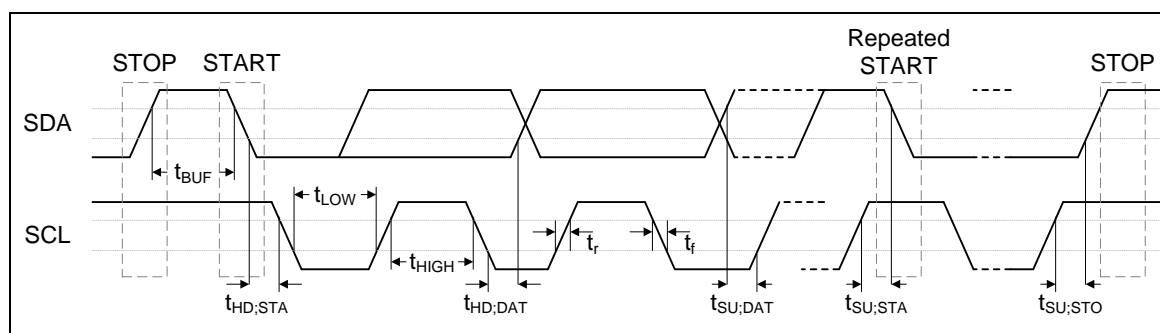 STOP START Repeated START STOP
SDA
tBUF
tLOW
SCL
tHIGH tr tf
tHD;STA tHD;DAT tSU;DAT tSU;STA tSU;STO